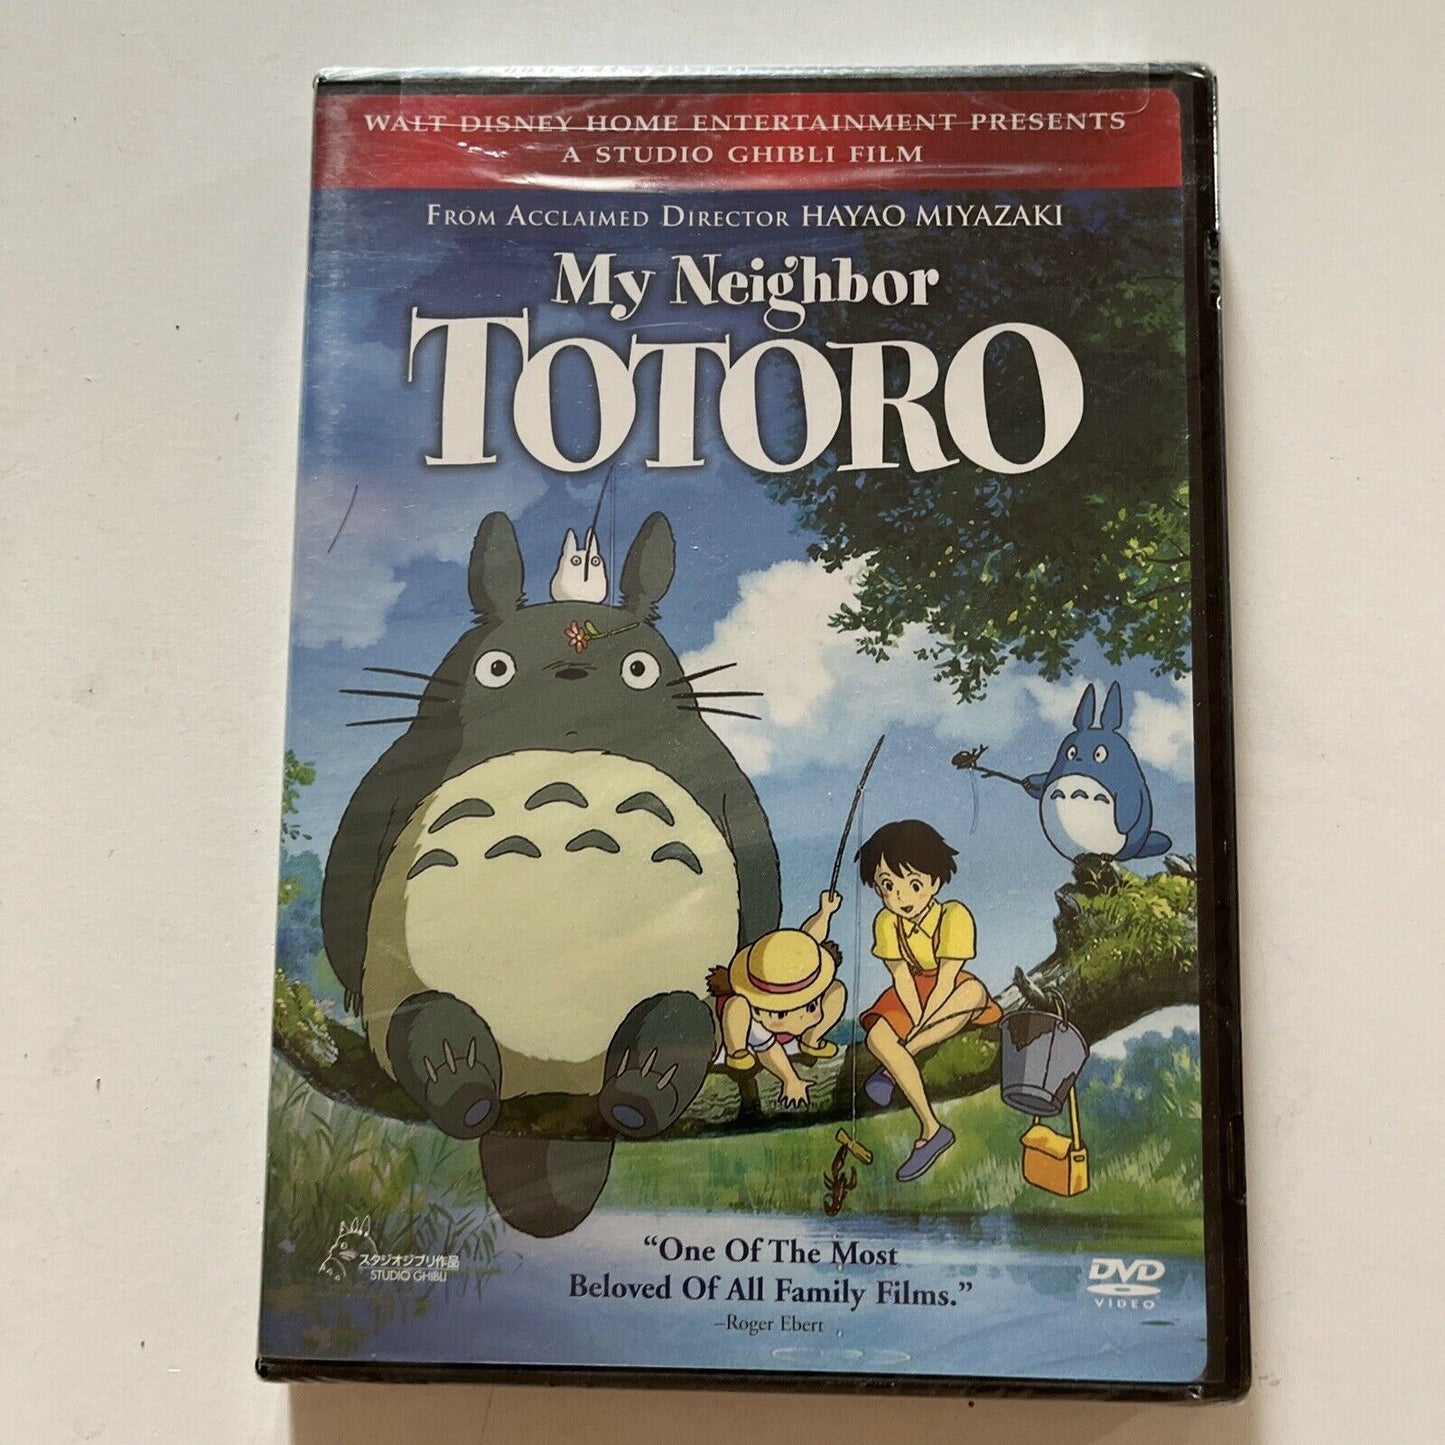 WALT DISNEY HOME ENTERTAINMENT PRESENTS
A STUDIO GHIBLI FILM
FROM ACCLAIMED DIRECTOR HAYAO MIYAZAKI
My Neighbor
TOTORO
スタジオジブリ作品
STUDIO GHIBLI
“One Of The Most
Beloved Of All Family Films.”
–Roger Ebert
DVD
VIDEO